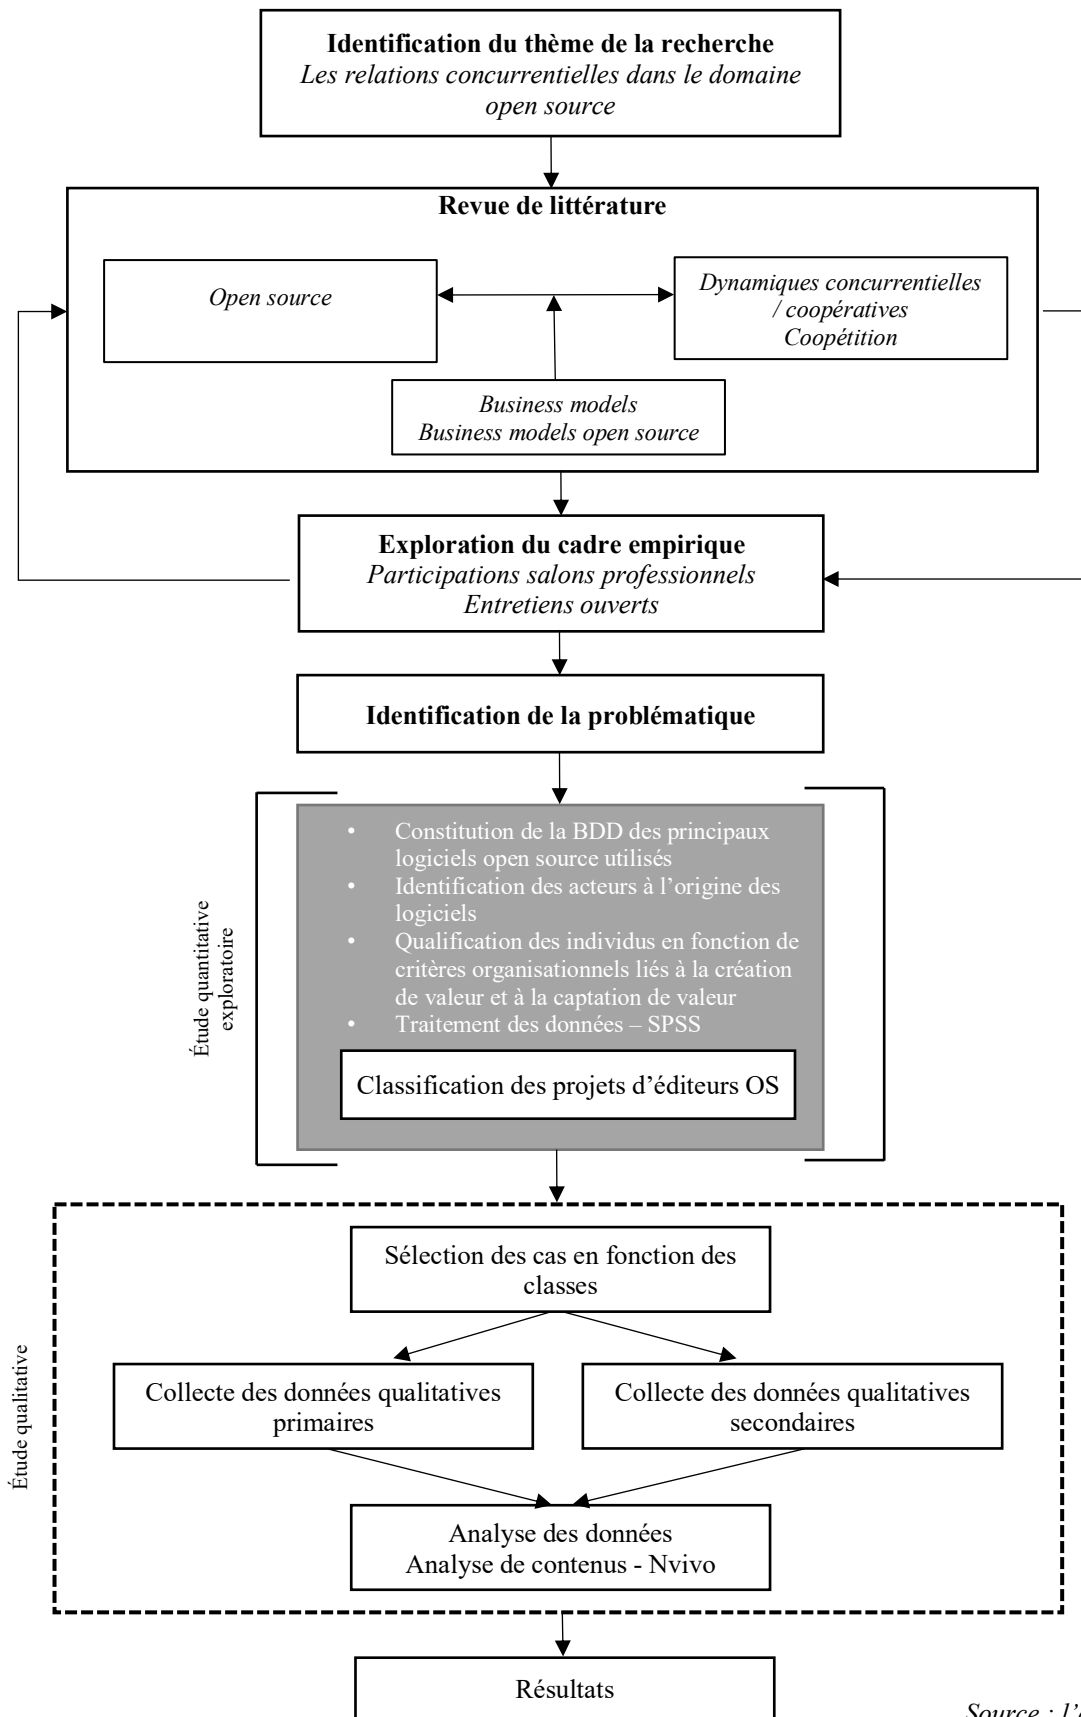 Identification du thème de la recherche
Les relations concurrentielles dans le domaine
open source
Revue de littérature
Open source
Dynamiques concurrentielles
/ coopératives
Coopétition
Business models
Business models open source
Exploration du cadre empirique
Participations salons professionnels
Entretiens ouverts
Identification de la problématique
Étude quantitative
exploratoire
• Constitution de la BDD des principaux
logiciels open source utilisés
• Identification des acteurs à l’origine des
logiciels
• Qualification des individus en fonction de
critères organisationnels liés à la création
de valeur et à la captation de valeur
• Traitement des données – SPSS
Classification des projets d’éditeurs OS
Étude qualitative
Sélection des cas en fonction des
classes
Collecte des données qualitatives
primaires
Collecte des données qualitatives
secondaires
Analyse des données
Analyse de contenus - Nvivo
Résultats
Source :